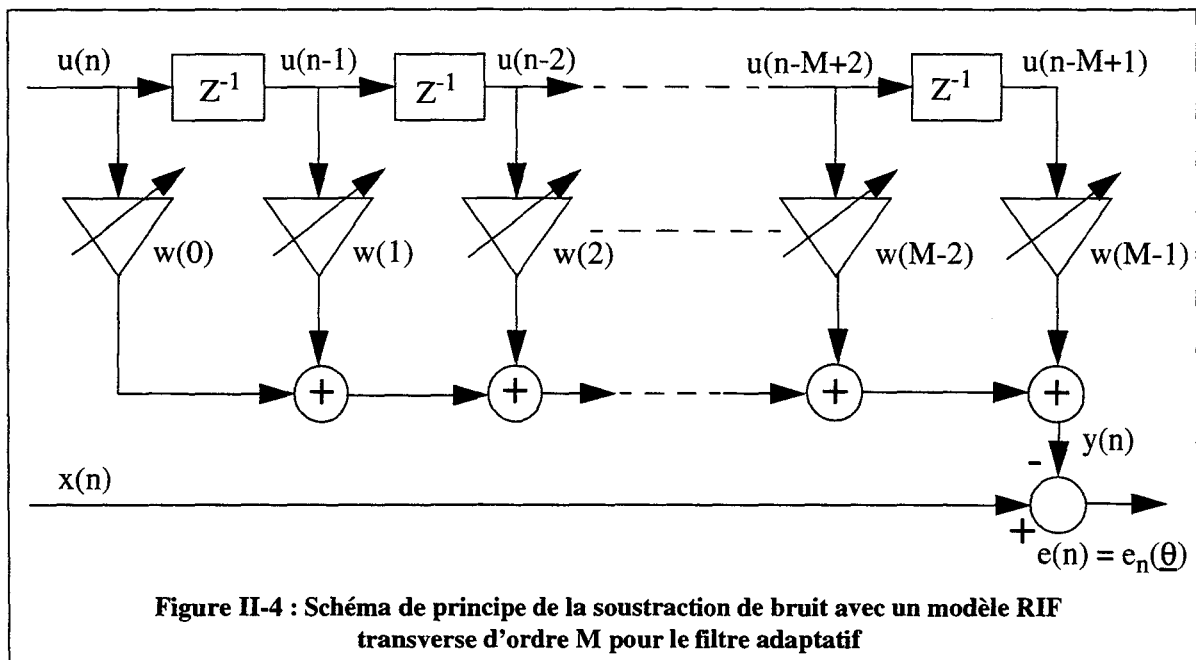 u(n) u(n-1) u(n-2) u(n-M+2) u(n-M+1)
Z⁻¹ Z⁻¹ Z⁻¹
w(0) w(1) w(2) w(M-2) w(M-1)
+ + + +
y(n)
-
x(n)
+
e(n) = eₙ(θ)
Figure II-4 : Schéma de principe de la soustraction de bruit avec un modèle RIF
transverse d'ordre M pour le filtre adaptatif